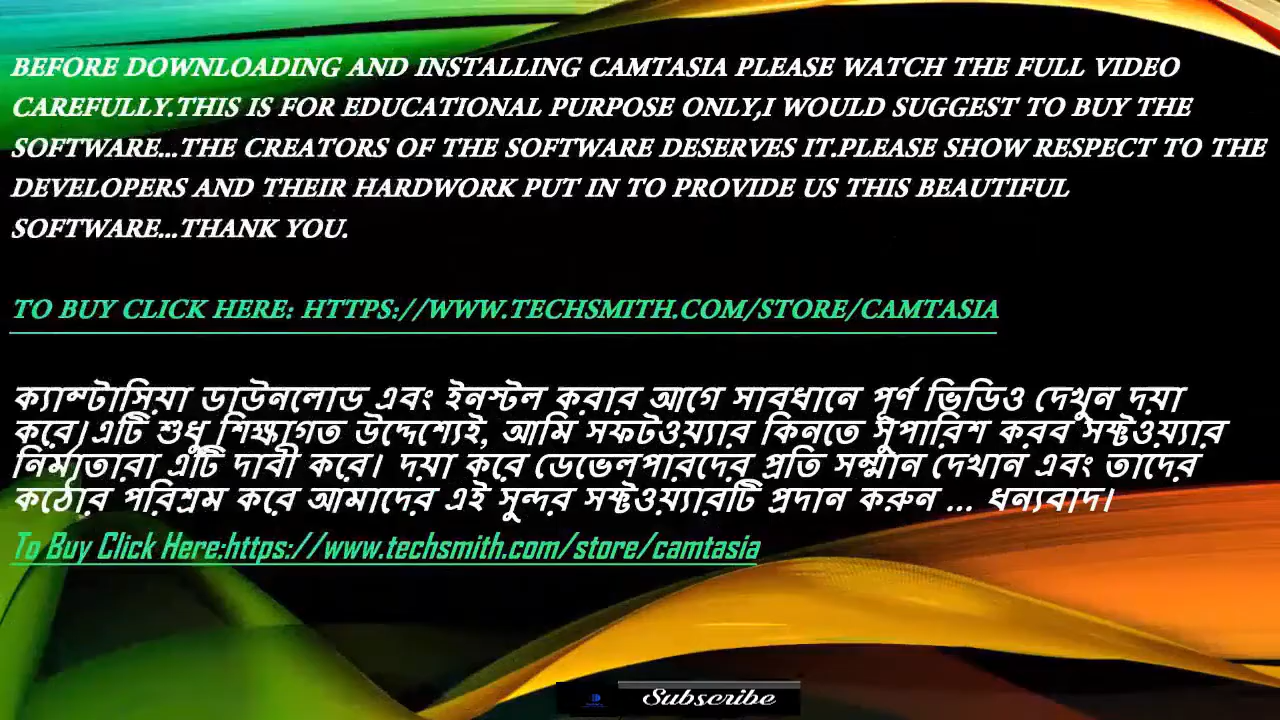 BEFORE DOWNLOADING AND INSTALLING CAMTASIA PLEASE WATCH THE FULL VIDEO
CAREFULLY.THIS IS FOR EDUCATIONAL PURPOSE ONLY,I WOULD SUGGEST TO BUY THE
SOFTWARE...THE CREATORS OF THE SOFTWARE DESERVES IT.PLEASE SHOW RESPECT TO THE
DEVELOPERS AND THEIR HARDWORK PUT IN TO PROVIDE US THIS BEAUTIFUL
SOFTWARE...THANK YOU.
TO BUY CLICK HERE: HTTPS://WWW.TECHSMITH.COM/STORE/CAMTASIA
ক্যামটাসিয়া ডাউনলোড এবং ইনস্টল করার আগে সাবধানে পূর্ণ ভিডিও দেখুন দয়া
করে।এটি শুধু শিক্ষাগত উদ্দেশ্যেই, আমি সফটওয়্যার কিনতে সুপারিশ করব সফ্টওয়্যার
নির্মাতারা এটি দাবী করে। দয়া করে ডেভেলপারদের প্রতি সম্মান দেখান এবং তাদের
কঠোর পরিশ্রম করে আমাদের এই সুন্দর সফ্টওয়্যারটি প্রদান করুন ... ধন্যবাদ।
To Buy Click Here:https://www.techsmith.com/store/camtasia
Subscribe